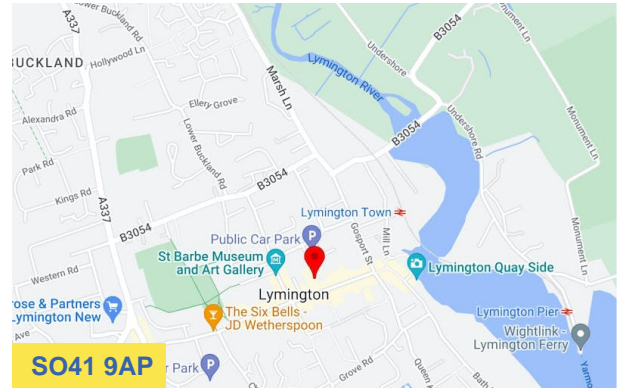 Lower Buckland Rd
A337
BUCKLAND
Hollywood Ln
Marsh Ln
Undershore
B3054
Monument Ln
Lymington River
Ellery Grove
Alexandra Rd
Lower Buckland Rd
Undershore Rd
B3054
Monument Ln
Park Rd
B3054
Kings Rd
A337
B3054
Lymington Town
Gosport St
Mill Ln
Public Car Park
St Barbe Museum
and Art Gallery
Lymington Quay Side
Western Rd
Lymington
rose & Partners
Lymington New
The Six Bells -
JD Wetherspoon
Lymington Pier
Wightlink -
Lymington Ferry
Ave
SO41 9AP
r Park
Grove Rd
Queen
Bath
Yarmo